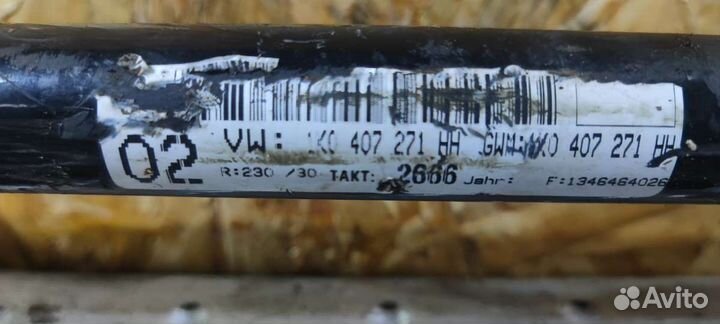 02 VW: 1K0 407 271 HH GWM:1K0 407 271 HH
R:230 /30 TAKT: 2666 Jahr: F:1346464026
Avito